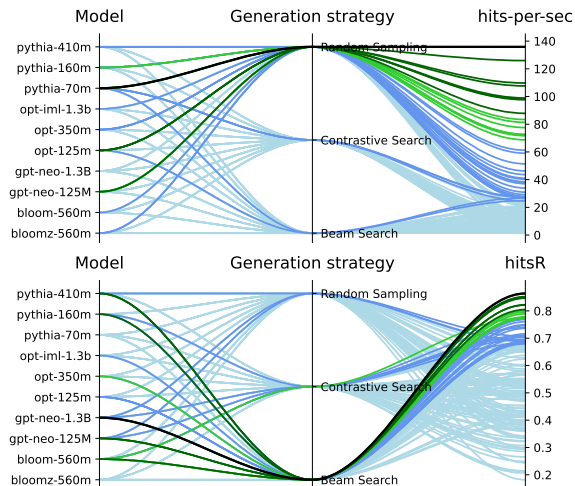 Model Generation strategy hits-per-sec
pythia-410m Random Sampling 140
pythia-160m 120
pythia-70m 100
opt-iml-1.3b
opt-350m Contrastive Search 80
opt-125m 60
gpt-neo-1.3B 40
gpt-neo-125M
bloom-560m 20
bloomz-560m Beam Search 0
Model Generation strategy hitsR
pythia-410m Random Sampling 0.8
pythia-160m
pythia-70m 0.7
opt-iml-1.3b 0.6
opt-350m Contrastive Search 0.5
opt-125m
gpt-neo-1.3B 0.4
gpt-neo-125M 0.3
bloom-560m
bloomz-560m Beam Search 0.2